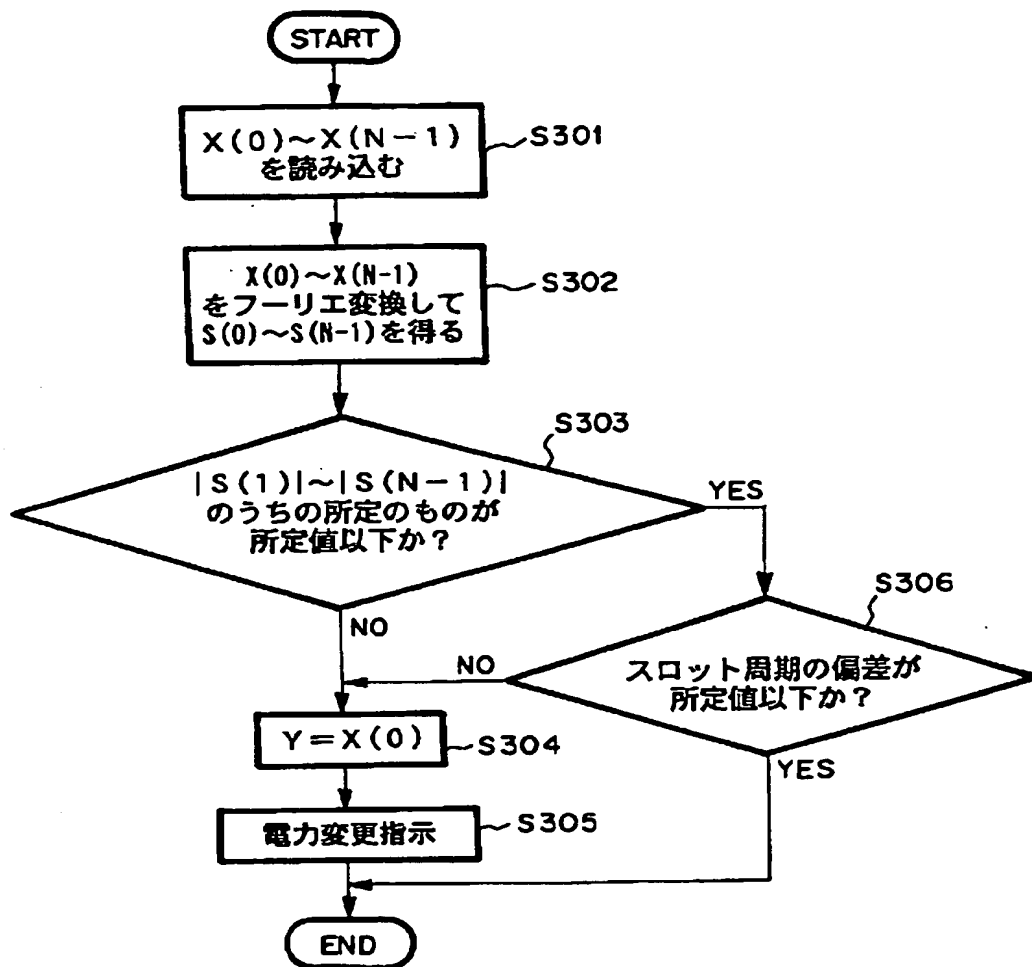 START
X(0)～X(N－1)
を読み込む
S301
X(0)～X(N-1)
をフーリエ変換して
S(0)～S(N-1)を得る
S302
S303
|S(1)|～|S(N－1)|
のうちの所定のものが
所定値以下か?
YES
NO
S306
スロット周期の偏差が
所定値以下か?
NO
YES
Y=X(0)
S304
電力変更指示
S305
END